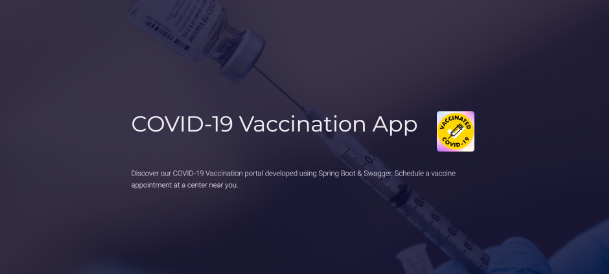 COVID-19 Vaccination App
VACCINATED
COVID-19
Discover our COVID-19 Vaccination portal developed using Spring Boot & Swagger. Schedule a vaccine
appointment at a center near you.